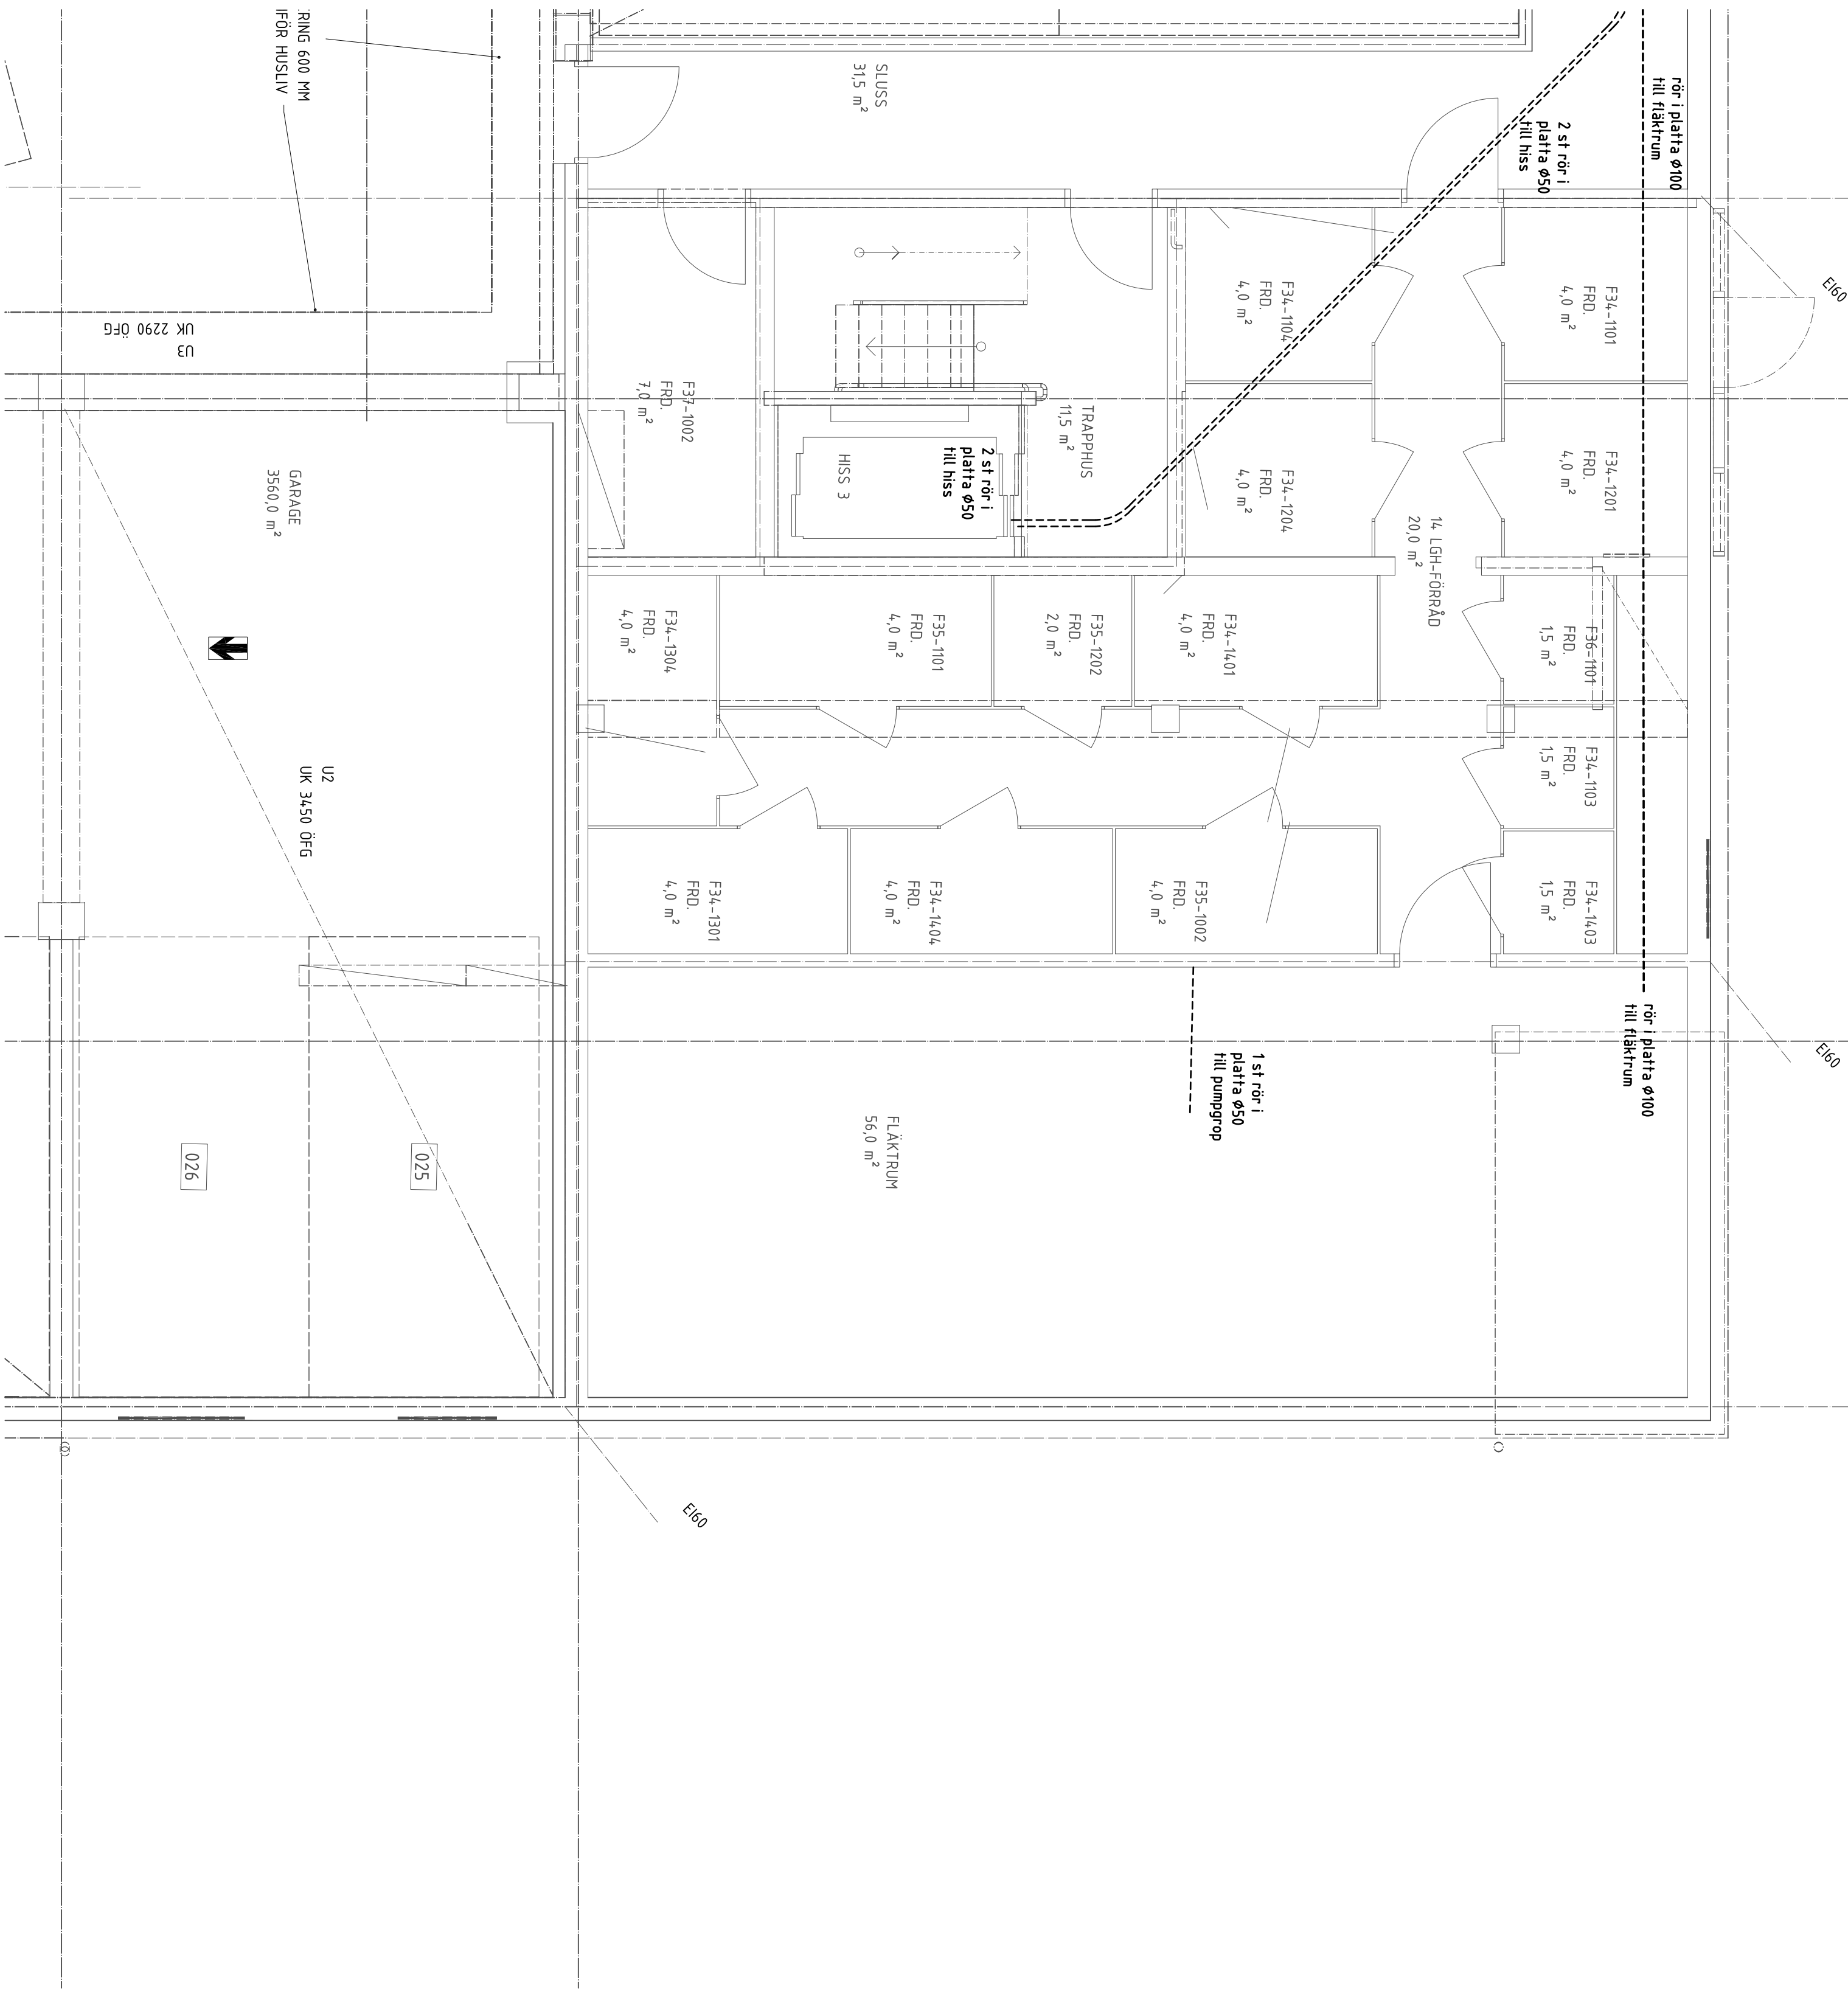 rör i platta Ø100
till fläktrum
2 st rör i
platta Ø50
till hiss
EI60
SLUSS
31,5 m²
RING 600 MM
IFÖR HUSLIV
F34-1101
FRD.
4,0 m²
F34-1104
FRD.
4,0 m²
U3
UK 2290 ÖFG
F37-1002
FRD.
7,0 m²
TRAPPHUS
11,5 m²
F34-1201
FRD.
4,0 m²
F34-1204
FRD.
4,0 m²
2 st rör i
platta Ø50
till hiss
HISS 3
GARAGE
3560,0 m²
14 LGH-FÖRRÅD
20,0 m²
F36-1101
FRD.
1,5 m²
F34-1401
FRD.
4,0 m²
F35-1202
FRD.
2,0 m²
F35-1101
FRD.
4,0 m²
F34-1304
FRD.
4,0 m²
F34-1103
FRD.
1,5 m²
U2
UK 3450 ÖFG
F34-1403
FRD.
1,5 m²
F35-1002
FRD.
4,0 m²
F34-1404
FRD.
4,0 m²
F34-1301
FRD.
4,0 m²
rör i platta Ø100
till fläktrum
EI60
1 st rör i
platta Ø50
till pumpgrop
FLÄKTRUM
56,0 m²
025
026
EI60